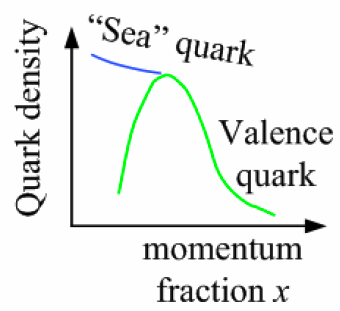 “Sea” quark
Quark density
Valence
quark
momentum
fraction x